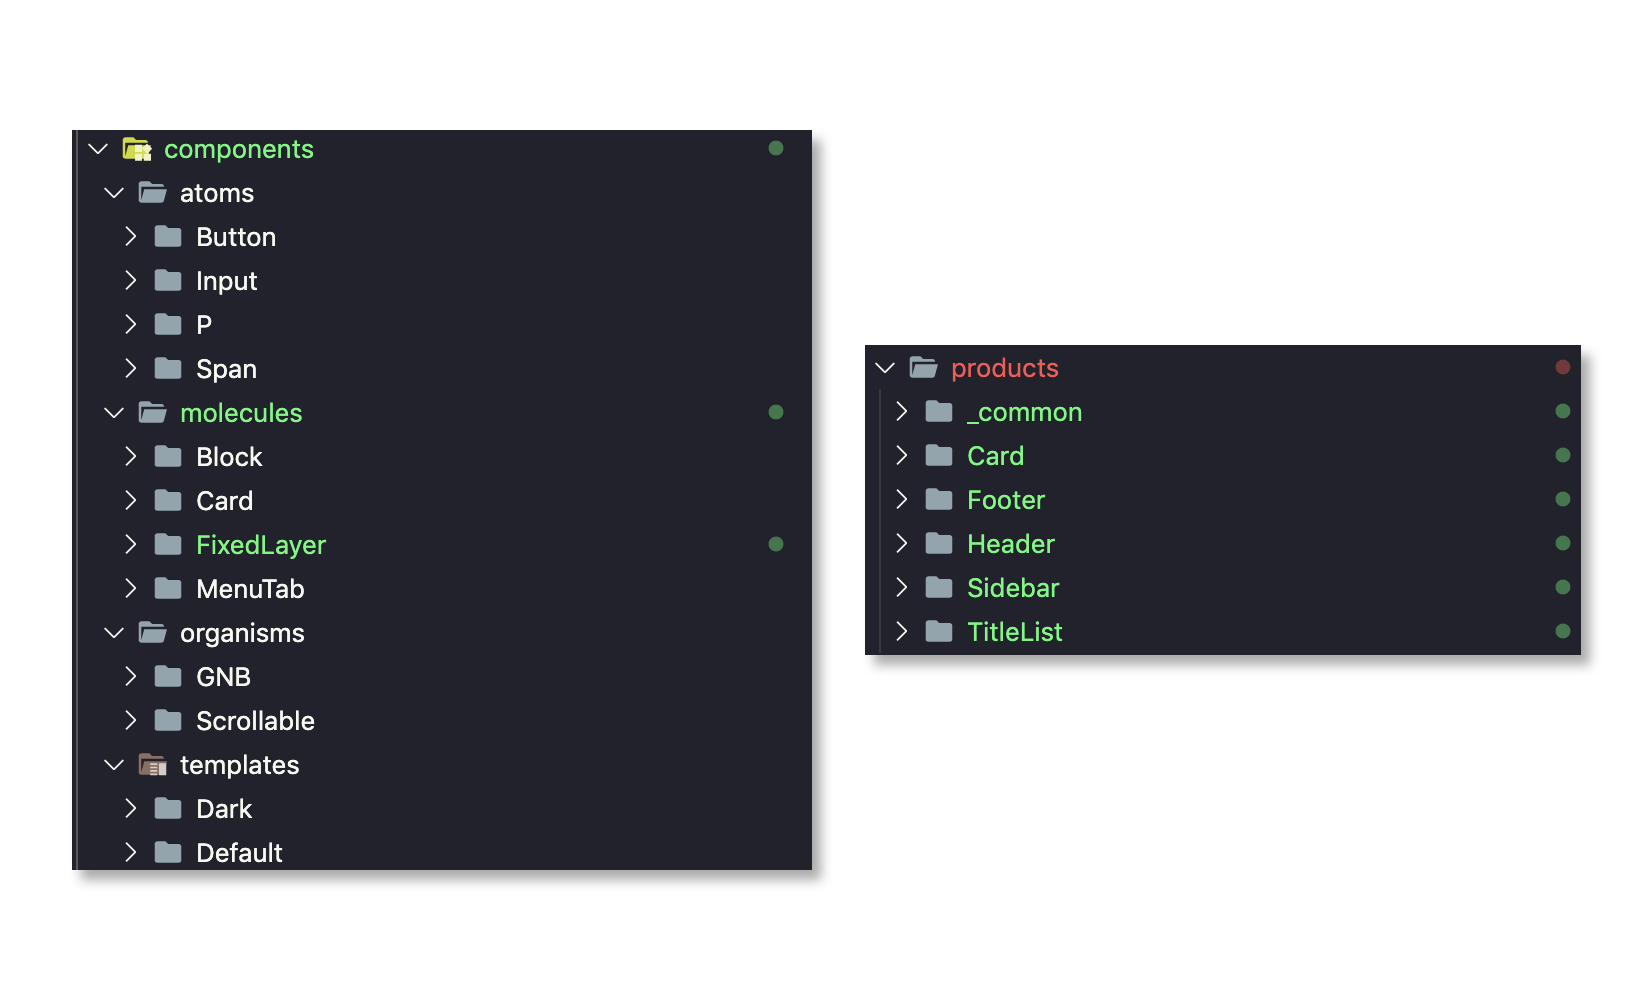 components
atoms
Button
Input
P
Span
molecules
Block
Card
FixedLayer
MenuTab
organisms
GNB
Scrollable
templates
Dark
Default
products
_common
Card
Footer
Header
Sidebar
TitleList